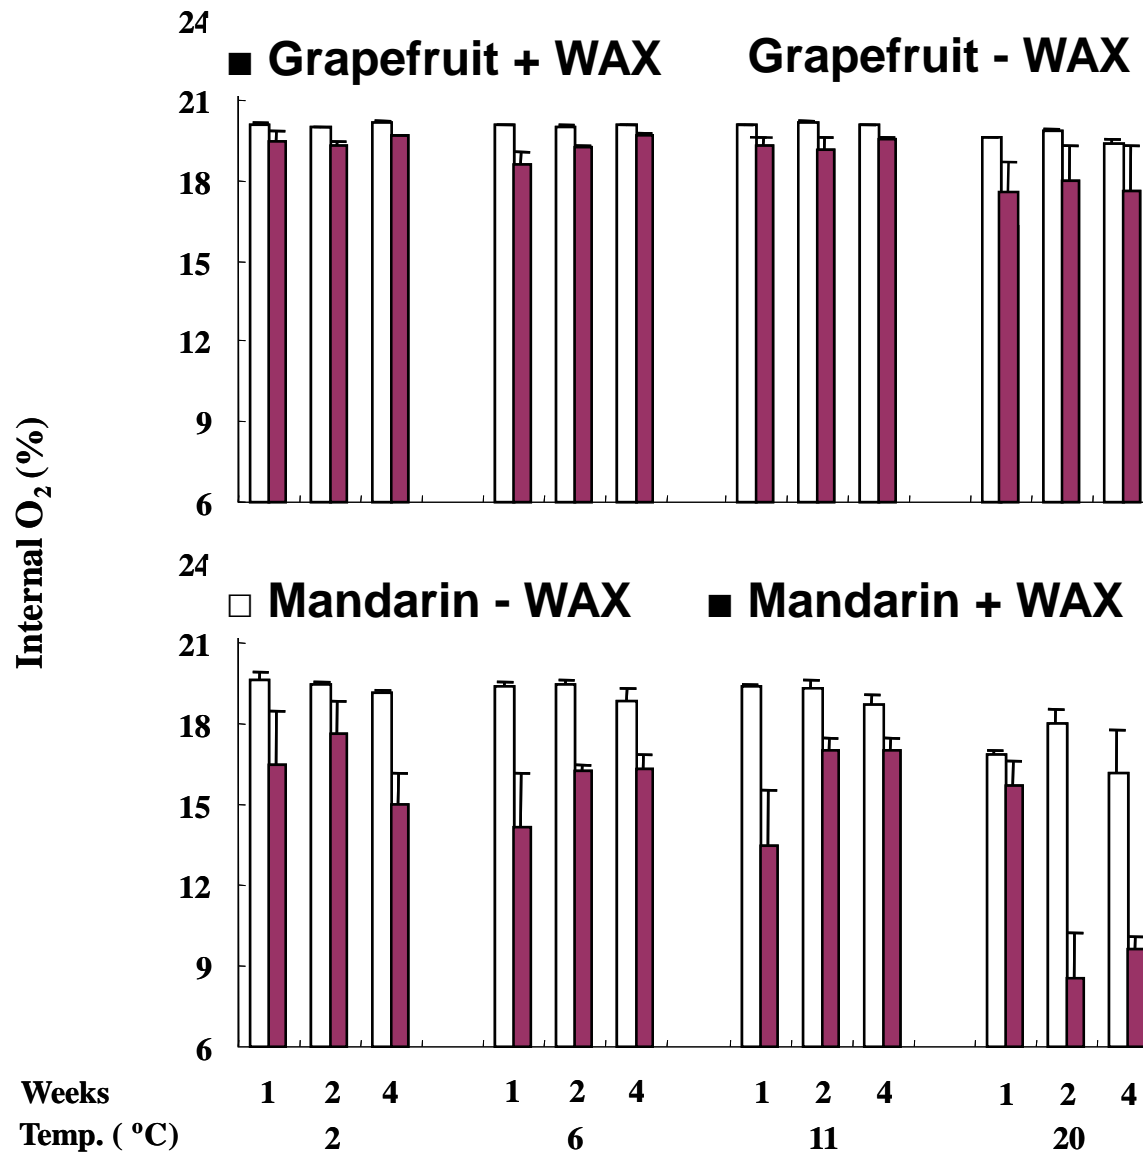 24
■ Grapefruit + WAX Grapefruit - WAX
21
18
15
12
9
6
Internal O₂ (%)
24
□ Mandarin - WAX ■ Mandarin + WAX
21
18
15
12
9
6
Weeks 1 2 4 1 2 4 1 2 4 1 2 4
Temp. ( °C) 2 6 11 20